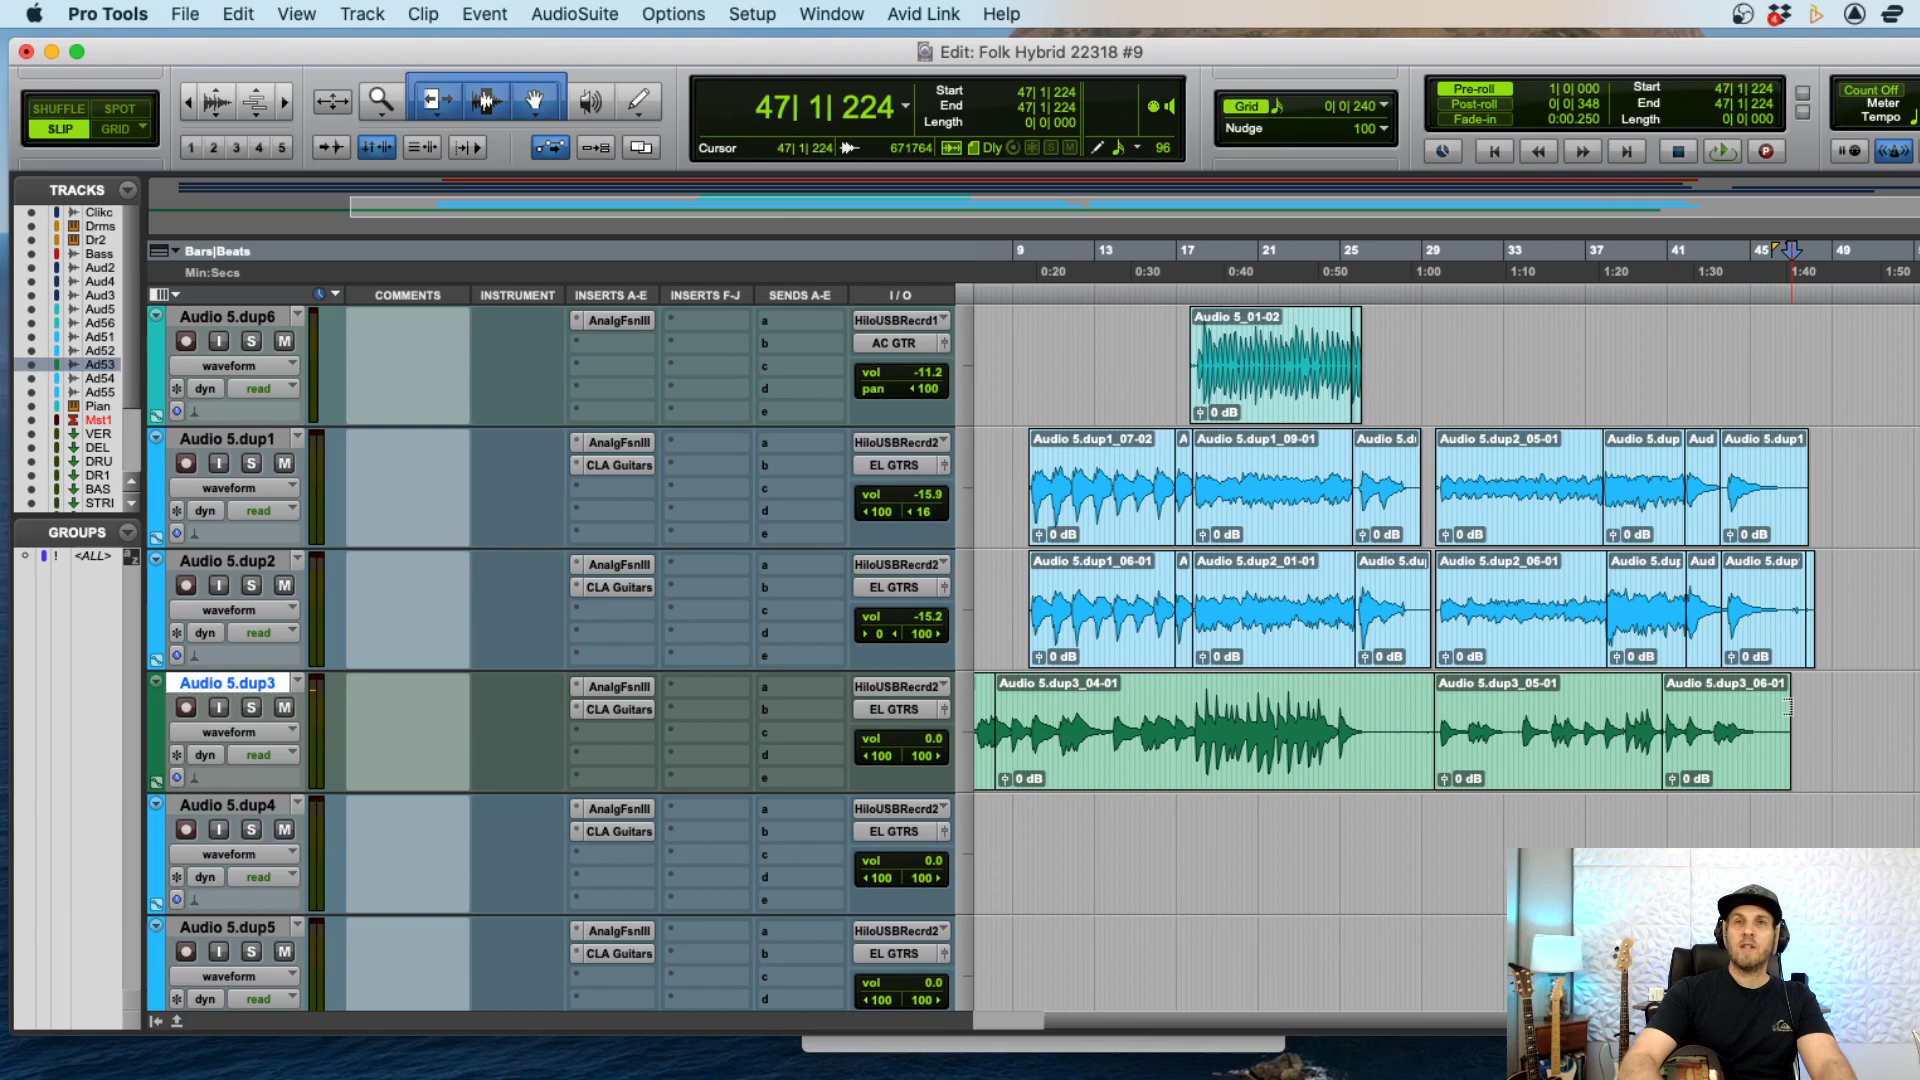 Pro Tools File Edit View Track Clip Event AudioSuite Options Setup Window Avid Link Help
4
Edit: Folk Hybrid 22318 #9
SHUFFLE SPOT
SLIP GRID
1 2 3 4 5
47| 1| 224
Start 47| 1| 224
End 47| 1| 224
Length 0| 0| 000
Cursor 47| 1| 224 671764 Dly S M 96
Grid 0| 0| 240
Nudge 100
Pre-roll 1| 0| 000 Start 47| 1| 224
Post-roll 0| 0| 348 End 47| 1| 224
Fade-in 0:00.250 Length 0| 0| 000
Count Off
Meter
Tempo
TRACKS
Clikc
Drms
Dr2
Bass
Aud2
Aud4
Aud3
Aud5
Ad56
Ad51
Ad52
Ad53
Ad54
Ad55
Pian
Mst1
VER
DEL
DRU
DR1
BAS
STRI
GROUPS
! <ALL> a z
Bars|Beats 9 13 17 21 25 29 33 37 41 45 49
Min:Secs 0:20 0:30 0:40 0:50 1:00 1:10 1:20 1:30 1:40 1:50
COMMENTS INSTRUMENT INSERTS A-E INSERTS F-J SENDS A-E I / O
Audio 5.dup6
I S M
waveform
dyn read
AnalgFsnIII
a
b
c
d
e
HiloUSBRecrd1
AC GTR
vol -11.2
pan 100
Audio 5_01-02
0 dB
Audio 5.dup1
I S M
waveform
dyn read
AnalgFsnIII
CLA Guitars
a
b
c
d
e
HiloUSBRecrd2
EL GTRS
vol -15.9
100 16
Audio 5.dup1_07-02 A Audio 5.dup1_09-01 Audio 5.d Audio 5.dup2_05-01 Audio 5.dup Aud Audio 5.dup1
0 dB 0 dB 0 dB 0 dB 0 dB 0 dB
Audio 5.dup2
I S M
waveform
dyn read
AnalgFsnIII
CLA Guitars
a
b
c
d
e
HiloUSBRecrd2
EL GTRS
vol -15.2
0 100
Audio 5.dup1_06-01 A Audio 5.dup2_01-01 Audio 5.du Audio 5.dup2_06-01 Audio 5.dup Aud Audio 5.dup
0 dB 0 dB 0 dB 0 dB 0 dB 0 dB
Audio 5.dup3
I S M
waveform
dyn read
AnalgFsnIII
CLA Guitars
a
b
c
d
e
HiloUSBRecrd2
EL GTRS
vol 0.0
100 100
Audio 5.dup3_04-01 Audio 5.dup3_05-01 Audio 5.dup3_06-01
0 dB 0 dB 0 dB
Audio 5.dup4
I S M
waveform
dyn read
AnalgFsnIII
CLA Guitars
a
b
c
d
e
HiloUSBRecrd2
EL GTRS
vol 0.0
100 100
Audio 5.dup5
I S M
waveform
dyn read
AnalgFsnIII
CLA Guitars
a
b
c
d
HiloUSBRecrd2
EL GTRS
vol 0.0
100 100